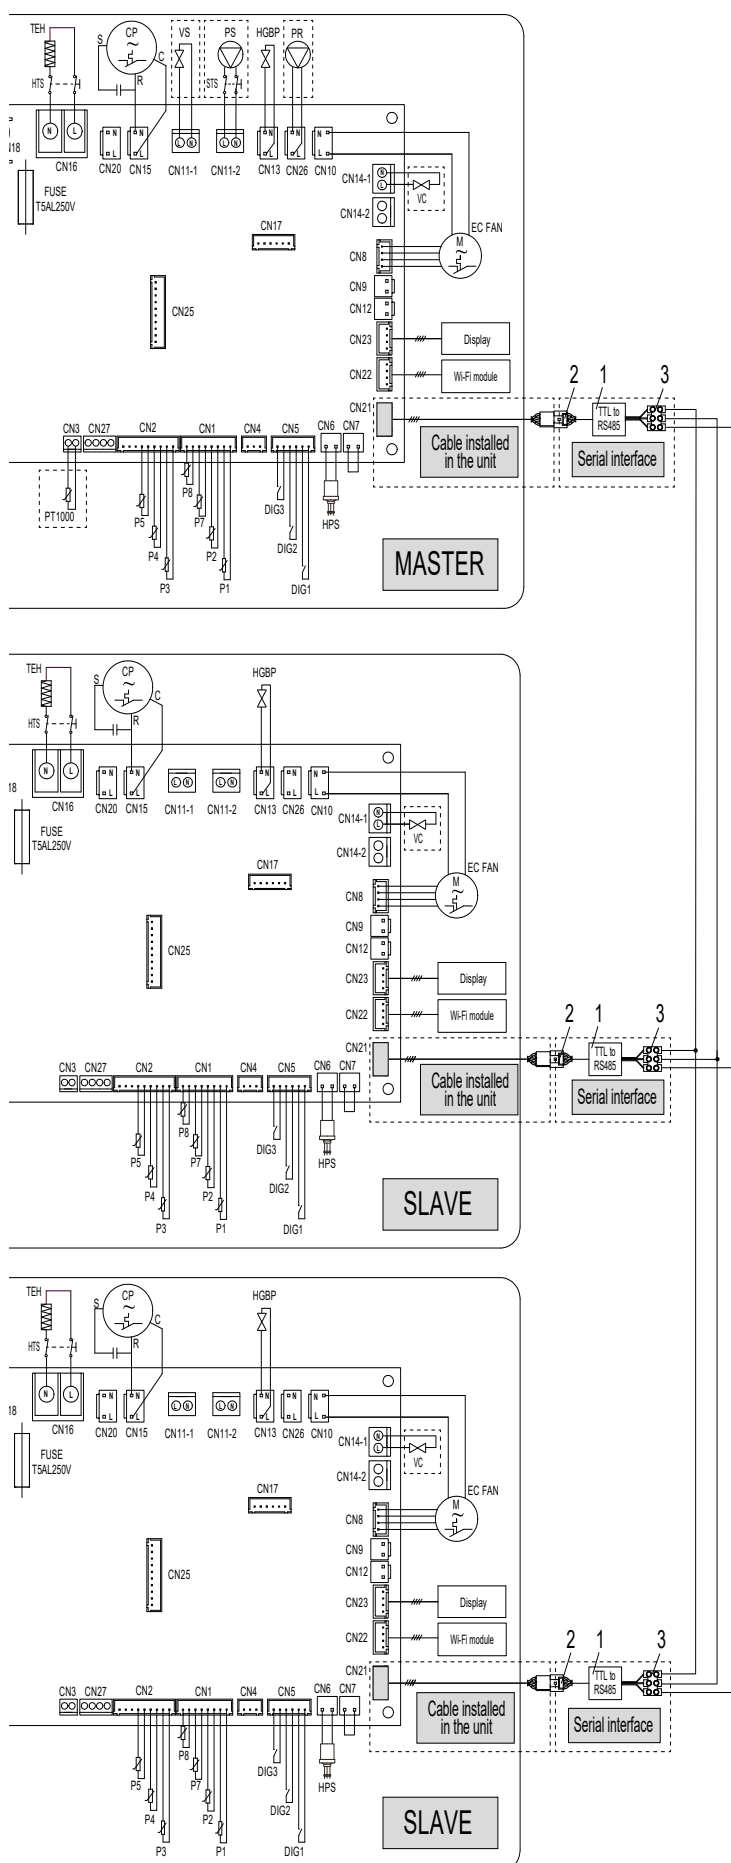 TEH
CP
VS
PS
HGBP
PR
S
C
~
HTS
R
STS
N
L
N
L
L N
L N
N
L
N
L
N
L
18
CN16
CN20
CN15
CN11-1
CN11-2
CN13
CN26
CN10
CN14-1
N
L
VC
FUSE
T5AL250V
CN14-2
CN17
EC FAN
M
~
CN8
CN9
CN25
CN12
CN23
Display
CN22
Wi-Fi module
2
1
3
CN21
TTL to
RS485
CN3
CN27
CN2
CN1
CN4
CN5
CN6
CN7
Cable installed
in the unit
Serial interface
P8
DIG3
PT1000
P5
P7
HPS
P4
P2
DIG2
MASTER
P3
P1
DIG1
TEH
CP
HGBP
S
C
~
HTS
R
N
L
N
L
L N
L N
N
L
N
L
N
L
18
CN16
CN20
CN15
CN11-1
CN11-2
CN13
CN26
CN10
CN14-1
N
L
VC
FUSE
T5AL250V
CN14-2
CN17
EC FAN
M
~
CN8
CN9
CN25
CN12
CN23
Display
CN22
Wi-Fi module
2
1
3
CN21
TTL to
RS485
CN3
CN27
CN2
CN1
CN4
CN5
CN6
CN7
Cable installed
in the unit
Serial interface
P8
DIG3
P5
P7
HPS
P4
P2
DIG2
SLAVE
P3
P1
DIG1
TEH
CP
HGBP
S
C
~
HTS
R
N
L
N
L
L N
L N
N
L
N
L
N
L
18
CN16
CN20
CN15
CN11-1
CN11-2
CN13
CN26
CN10
CN14-1
N
L
VC
FUSE
T5AL250V
CN14-2
CN17
EC FAN
M
~
CN8
CN9
CN25
CN12
CN23
Display
CN22
Wi-Fi module
2
1
3
CN21
TTL to
RS485
CN3
CN27
CN2
CN1
CN4
CN5
CN6
CN7
Cable installed
in the unit
Serial interface
P8
DIG3
P5
P7
HPS
P4
P2
DIG2
SLAVE
P3
P1
DIG1